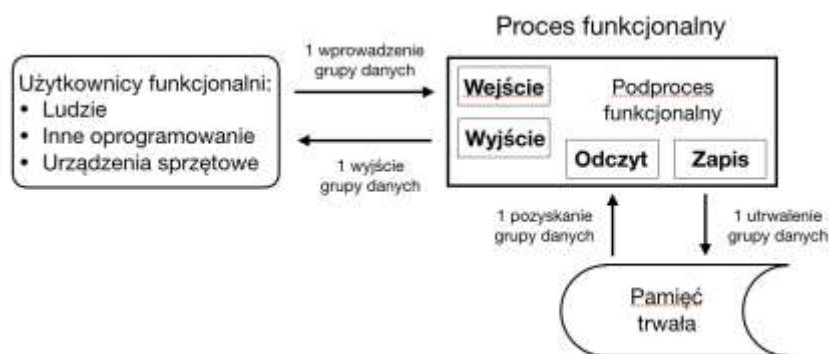 Proces funkcjonalny
1 wprowadzenie
grupy danych
Użytkownicy funkcjonalni:
• Ludzie
• Inne oprogramowanie
• Urządzenia sprzętowe
Wejście
Wyjście
Podproces
funkcjonalny
Odczyt
Zapis
1 wyjście
grupy danych
1 pozyskanie
grupy danych
1 utrwalenie
grupy danych
Pamięć
trwała